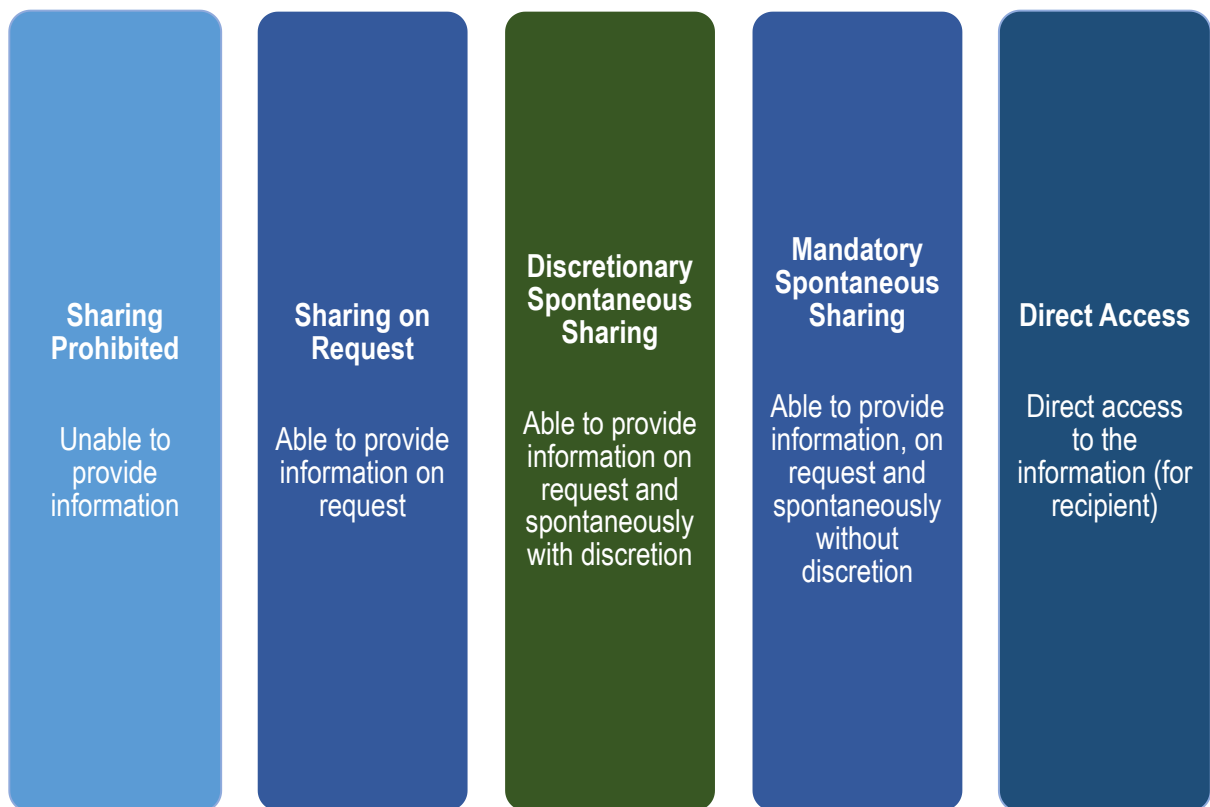 Sharing
Prohibited
Unable to
provide
information
Sharing on
Request
Able to provide
information on
request
Discretionary
Spontaneous
Sharing
Able to provide
information on
request and
spontaneously
with discretion
Mandatory
Spontaneous
Sharing
Able to provide
information, on
request and
spontaneously
without
discretion
Direct Access
Direct access
to the
information (for
recipient)